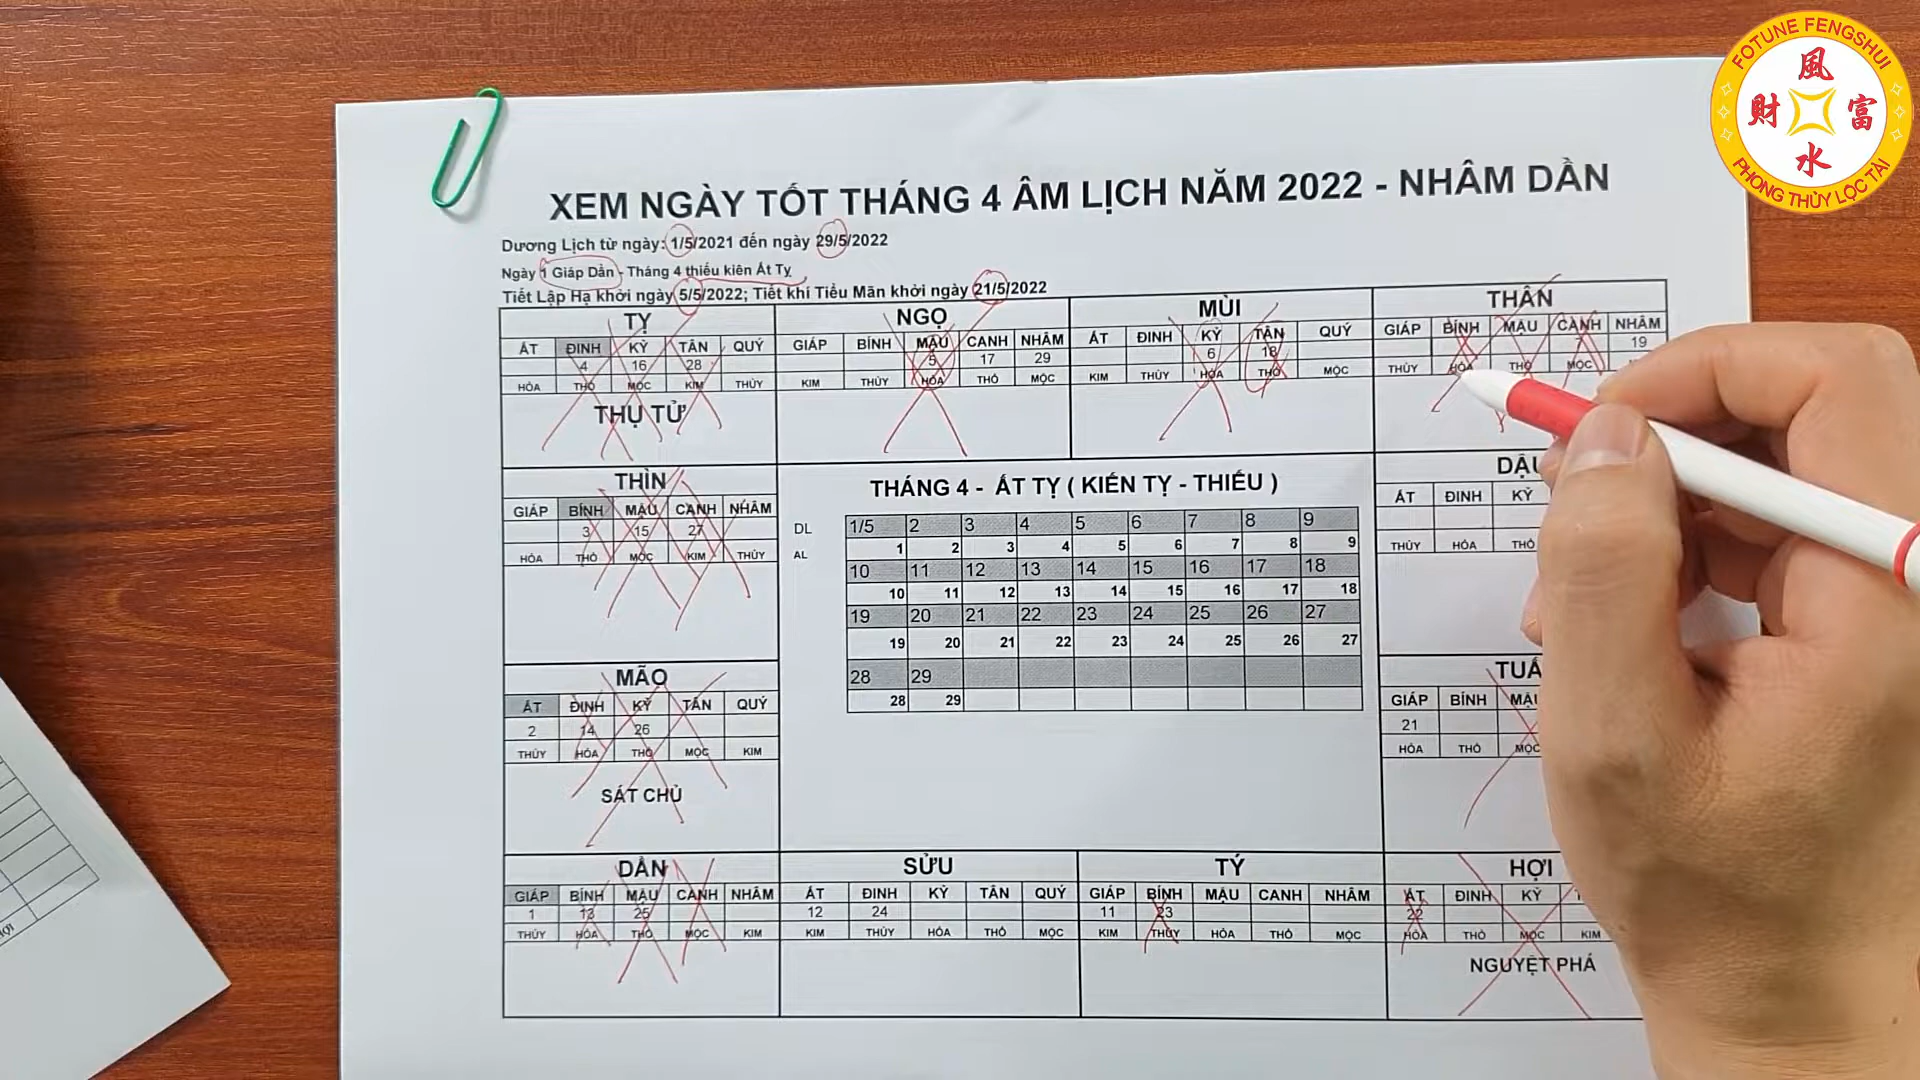 FOTUNE FENGSHUI
風
財 富
水
PHONG THỦY LỘC TÀI
XEM NGÀY TỐT THÁNG 4 ÂM LỊCH NĂM 2022 - NHÂM DẦN
Dương Lịch từ ngày: 1/5/2021 đến ngày 29/5/2022
Ngày 1 Giáp Dần - Tháng 4 thiếu kiên Ất Tỵ
Tiết Lập Hạ khởi ngày 5/5/2022; Tiết khí Tiểu Mãn khởi ngày 21/5/2022
TỴ
ẤT ĐINH KỶ TÂN QUÝ
4 16 28
HỎA THỔ MỘC KIM THỦY
THỤ TỬ
NGỌ
GIÁP BÍNH MẬU CANH NHÂM
5 17 29
KIM THỦY HỎA THỔ MỘC
MÙI
ẤT ĐINH KỶ TÂN QUÝ
6 18
KIM THỦY HỎA THỔ MỘC
THÂN
GIÁP BÍNH MẬU CANH NHÂM
7 19
THỦY HỎA THỔ MỘC
THÌN
GIÁP BÍNH MẬU CANH NHÂM
3 15 27
HỎA THỔ MỘC KIM THỦY
THÁNG 4 - ẤT TỴ ( KIẾN TỴ - THIẾU )
DL 1/5 2 3 4 5 6 7 8 9
AL 1 2 3 4 5 6 7 8 9
10 11 12 13 14 15 16 17 18
10 11 12 13 14 15 16 17 18
19 20 21 22 23 24 25 26 27
19 20 21 22 23 24 25 26 27
28 29
28 29
DẬU
ẤT ĐINH KỶ
THỦY HỎA THỔ
MÃO
ẤT ĐINH KỶ TÂN QUÝ
2 14 26
THỦY HỎA THỔ MỘC KIM
SÁT CHỦ
GIÁP BÍNH MẬU
21
HỎA THỔ MỘC
DẦN
GIÁP BÍNH MẬU CANH NHÂM
1 13 25
THỦY HỎA THỔ MỘC KIM
SỬU
ẤT ĐINH KỶ TÂN QUÝ
12 24
KIM THỦY HỎA THỔ MỘC
TÝ
GIÁP BÍNH MẬU CANH NHÂM
11 23
KIM THỦY HỎA THỔ MỘC
HỢI
ẤT ĐINH KỶ
22
HỎA THỔ MỘC KIM
NGUYỆT PHÁ
HỢI